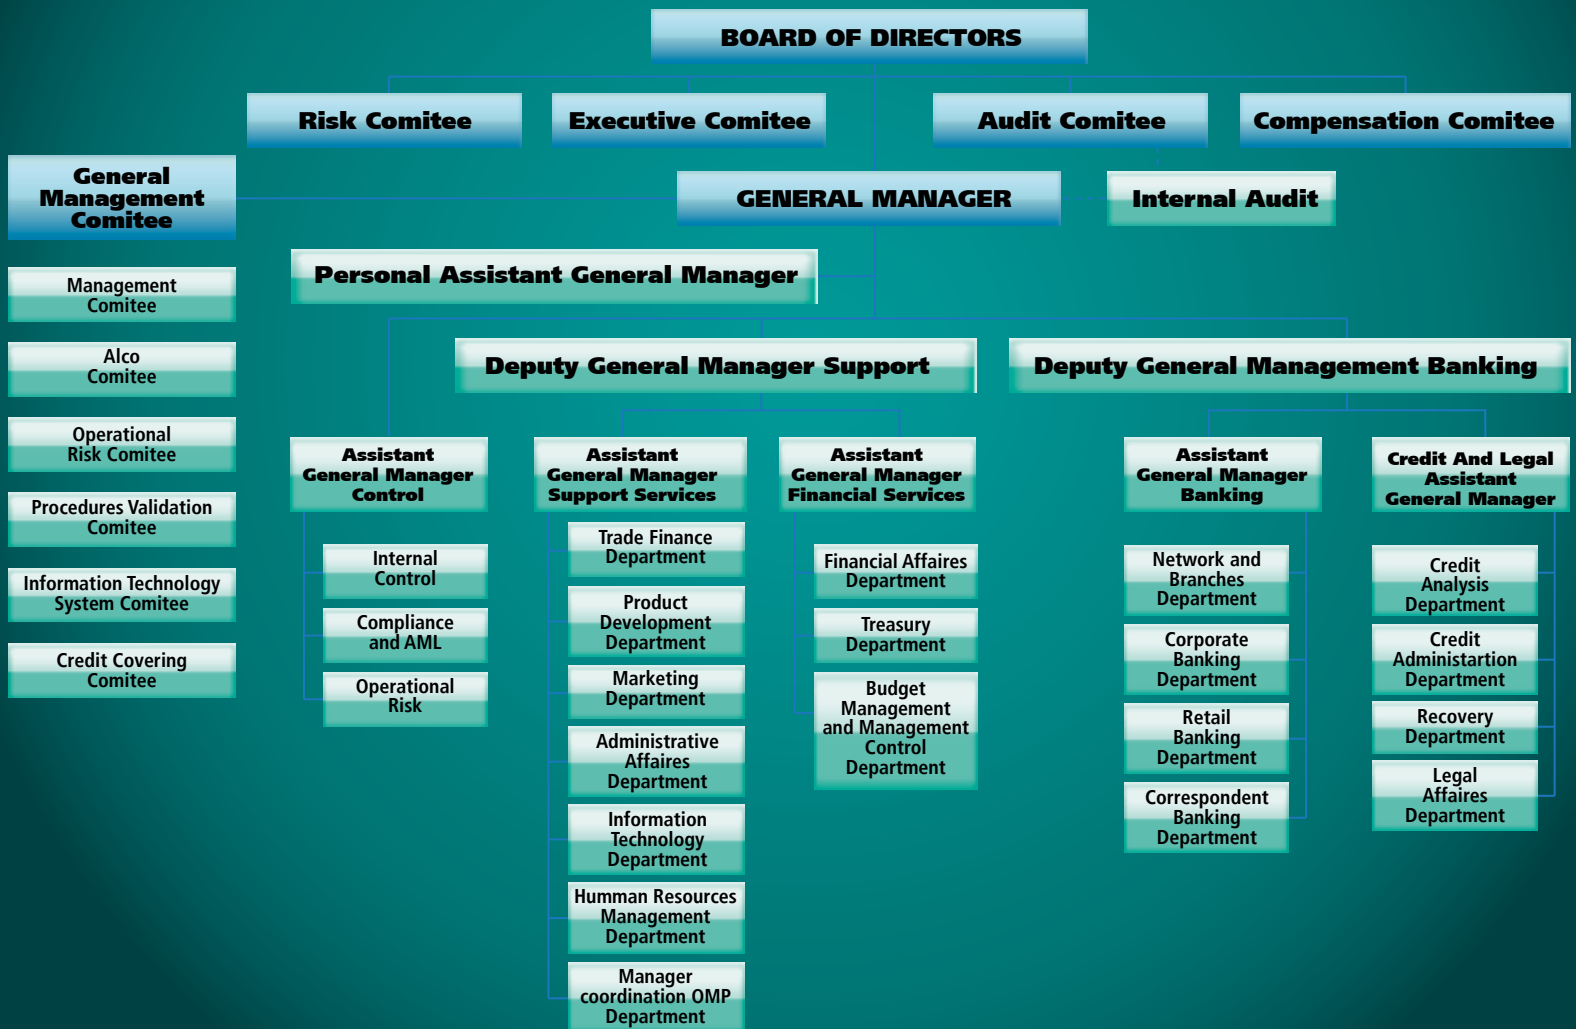 BOARD OF DIRECTORS
Risk Comitee
Executive Comitee
Audit Comitee
Compensation Comitee
General
Management
Comitee
GENERAL MANAGER
Internal Audit
Personal Assistant General Manager
Management
Comitee
Alco
Comitee
Operational
Risk Comitee
Procedures Validation
Comitee
Information Technology
System Comitee
Credit Covering
Comitee
Deputy General Manager Support
Deputy General Management Banking
Assistant
General Manager
Control
Internal
Control
Compliance
and AML
Operational
Risk
Assistant
General Manager
Support Services
Trade Finance
Department
Product
Development
Department
Marketing
Department
Administrative
Affaires
Department
Information
Technology
Department
Humman Resources
Management
Department
Manager
coordination OMP
Department
Assistant
General Manager
Financial Services
Financial Affaires
Department
Treasury
Department
Budget
Management
and Management
Control
Department
Assistant
General Manager
Banking
Network and
Branches
Department
Corporate
Banking
Department
Retail
Banking
Department
Correspondent
Banking
Department
Credit And Legal
Assistant
General Manager
Credit
Analysis
Department
Credit
Administartion
Department
Recovery
Department
Legal
Affaires
Department